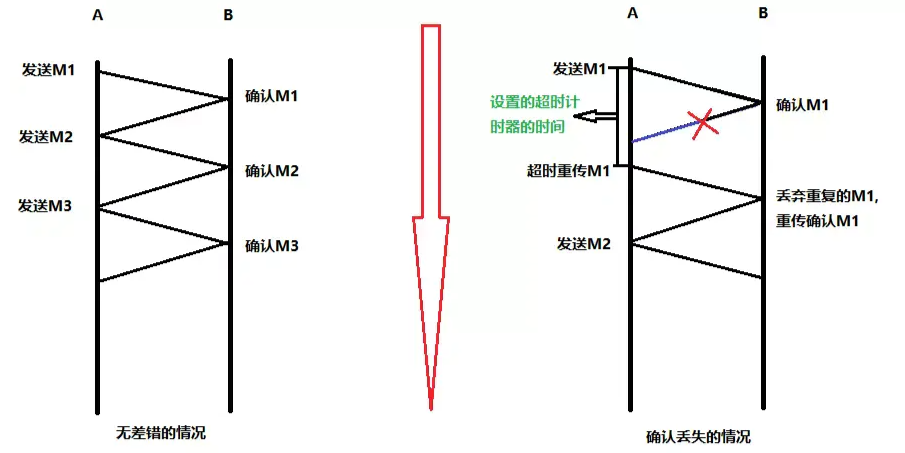 A
B
发送M1
确认M1
发送M2
确认M2
发送M3
确认M3
无差错的情况
A
B
发送M1
设置的超时计
时器的时间
确认M1
超时重传M1
丢弃重复的M1,
重传确认M1
发送M2
确认丢失的情况